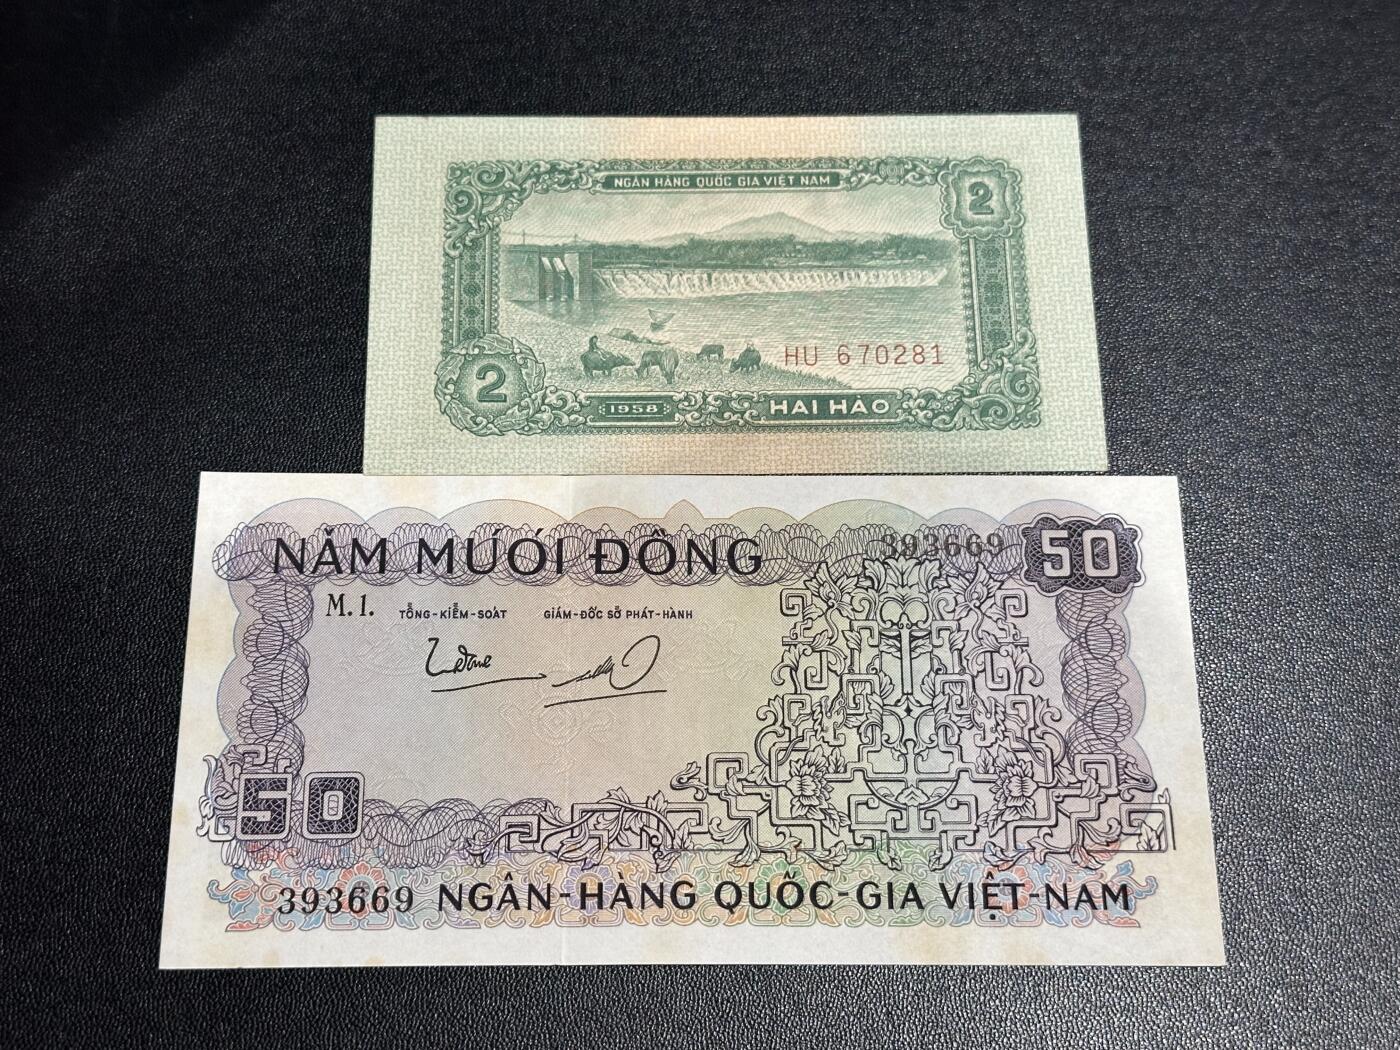 NGÂN HÀNG QUỐC GIA VIỆT NAM
2
HU 670281
2
1958
HAI HÀO
NĂM MƯƠI ĐỒNG
393669
50
M.1.
TỔNG-KIỂM-SOÁT
GIÁM-ĐỐC SỞ PHÁT-HÀNH
50
393669
NGÂN-HÀNG QUỐC-GIA VIỆT-NAM